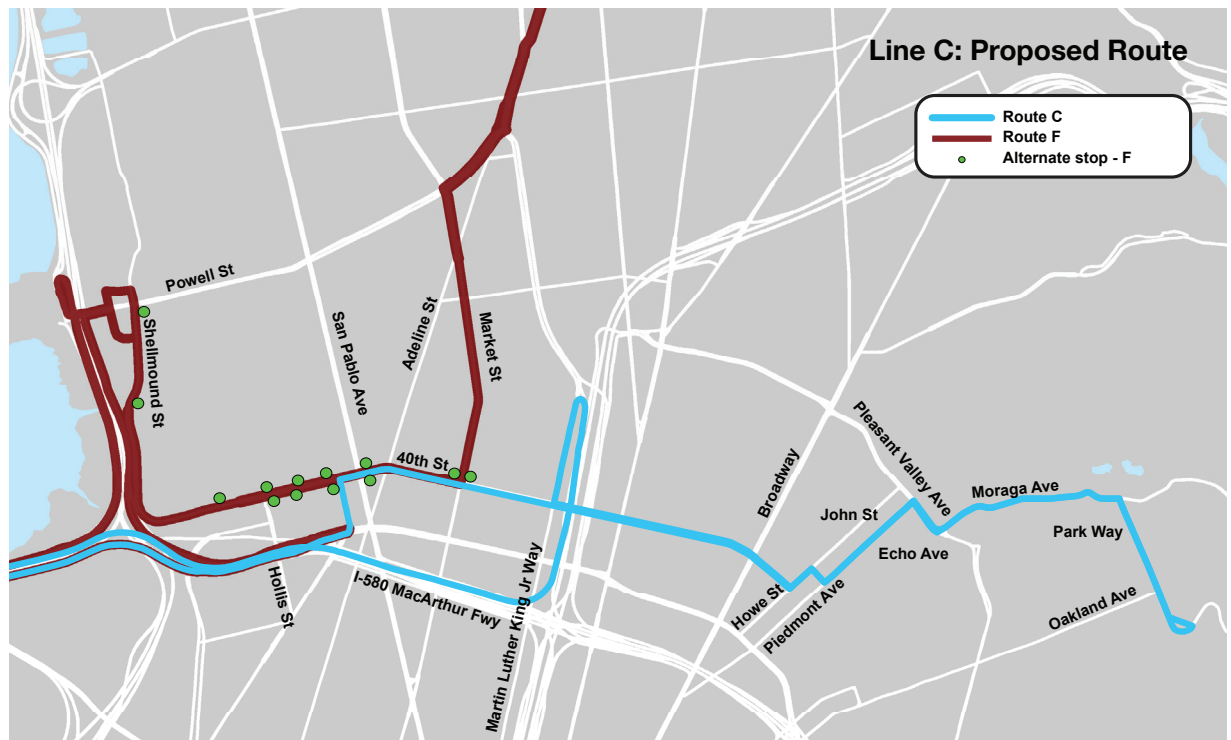 Line C: Proposed Route
Route C
Route F
Alternate stop - F
Powell St
Shellmound St
San Pablo Ave
Adeline St
Market St
40th St
Hollis St
I-580 MacArthur Fwy
Martin Luther King Jr Way
Broadway
Pleasant Valley Ave
John St
Moraga Ave
Echo Ave
Park Way
Howe St
Piedmont Ave
Oakland Ave